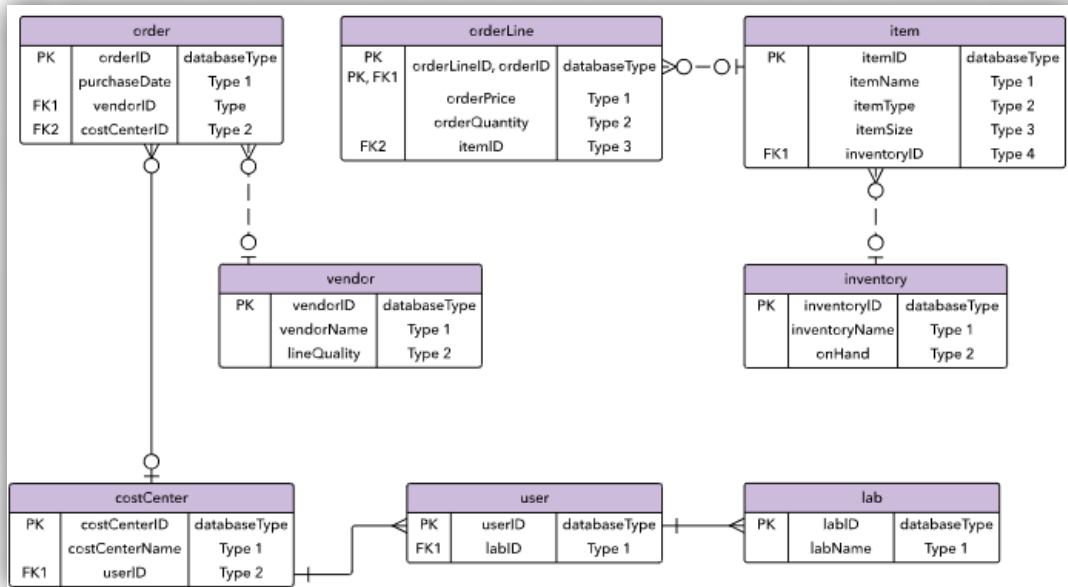 order
PK orderID databaseType
purchaseDate Type 1
FK1 vendorID Type
FK2 costCenterID Type 2
orderLine
PK
PK, FK1 orderLineID, orderID databaseType
orderPrice Type 1
orderQuantity Type 2
FK2 itemID Type 3
item
PK itemID databaseType
itemName Type 1
itemType Type 2
itemSize Type 3
FK1 inventoryID Type 4
vendor
PK vendorID databaseType
vendorName Type 1
lineQuality Type 2
inventory
PK inventoryID databaseType
inventoryName Type 1
onHand Type 2
costCenter
PK costCenterID databaseType
costCenterName Type 1
FK1 userID Type 2
user
PK userID databaseType
FK1 labID Type 1
lab
PK labID databaseType
labName Type 1